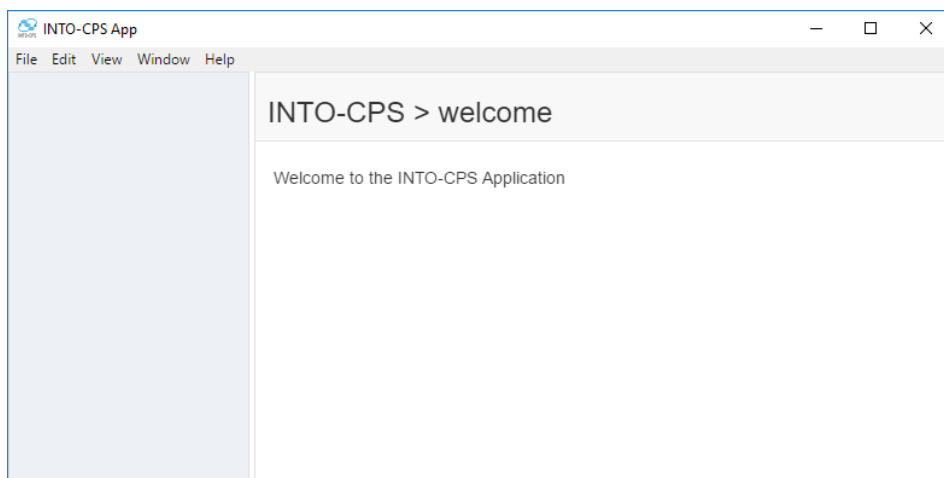 INTO-CPS App
File Edit View Window Help
INTO-CPS > welcome
Welcome to the INTO-CPS Application